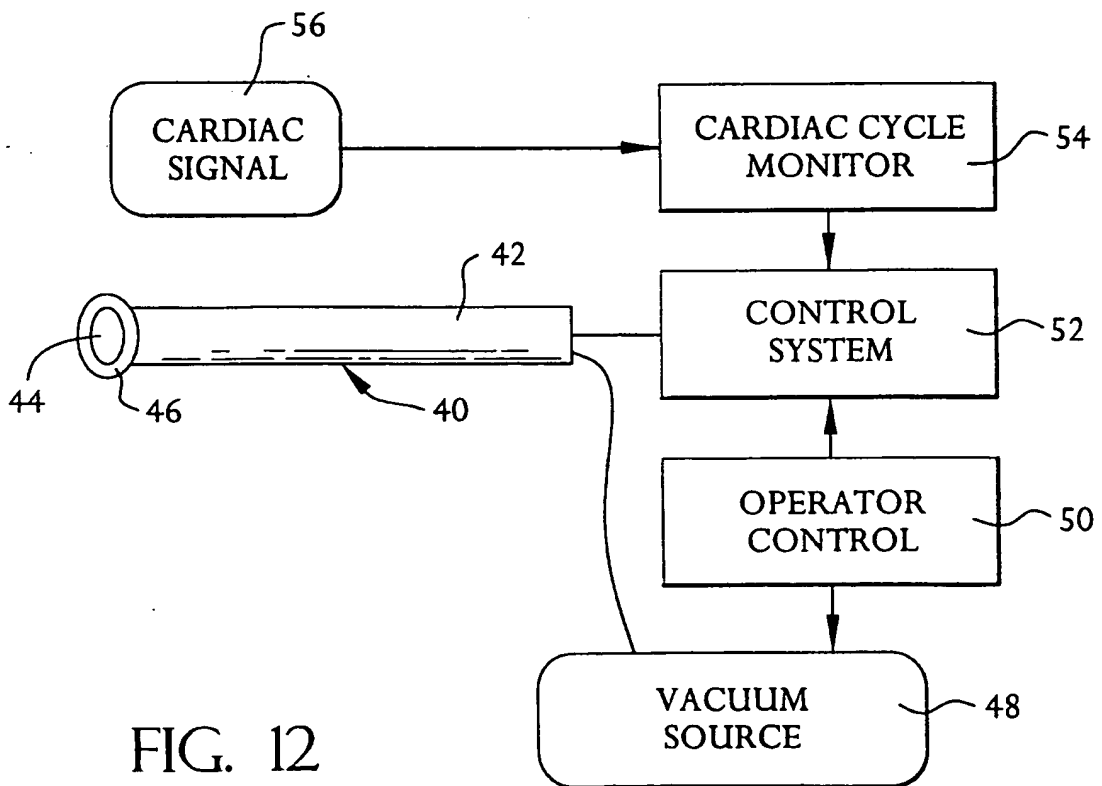 56
CARDIAC
SIGNAL
CARDIAC CYCLE
MONITOR
54
42
CONTROL
SYSTEM
52
44
46
40
OPERATOR
CONTROL
50
VACUUM
SOURCE
48
FIG. 12